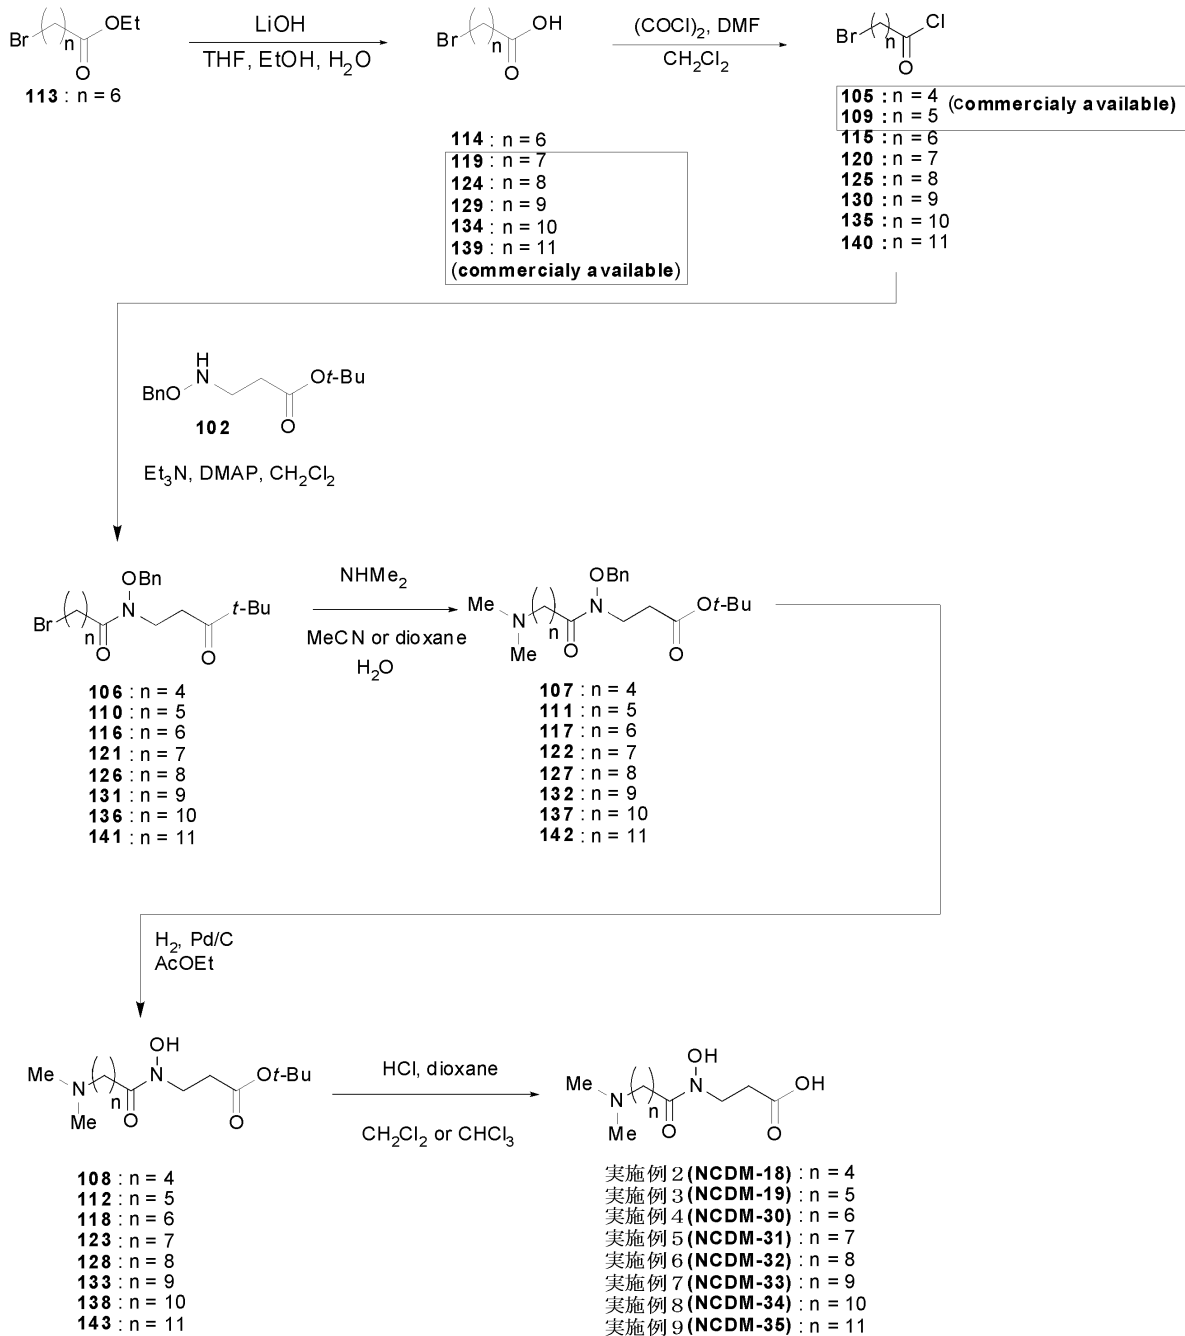 Br ( )n OEt O
LiOH
THF, EtOH, H2O
Br ( )n OH O
(COCl)2, DMF
CH2Cl2
Br ( )n Cl O
113 : n = 6
114 : n = 6
119 : n = 7
124 : n = 8
129 : n = 9
134 : n = 10
139 : n = 11
(commercialy available)
105 : n = 4 (commercialy available)
109 : n = 5
115 : n = 6
120 : n = 7
125 : n = 8
130 : n = 9
135 : n = 10
140 : n = 11
BnO H N Ot-Bu O
102
Et3N, DMAP, CH2Cl2
Br ( )n O OBn N t-Bu O
NHMe2
MeCN or dioxane
H2O
Me N Me ( )n O OBn N Ot-Bu O
106 : n = 4
110 : n = 5
116 : n = 6
121 : n = 7
126 : n = 8
131 : n = 9
136 : n = 10
141 : n = 11
107 : n = 4
111 : n = 5
117 : n = 6
122 : n = 7
127 : n = 8
132 : n = 9
137 : n = 10
142 : n = 11
H2, Pd/C
AcOEt
Me N Me ( )n O OH N Ot-Bu O
HCl, dioxane
CH2Cl2 or CHCl3
Me N Me ( )n O OH N OH O
108 : n = 4
112 : n = 5
118 : n = 6
123 : n = 7
128 : n = 8
133 : n = 9
138 : n = 10
143 : n = 11
実施例2(NCDM-18) : n = 4
実施例3(NCDM-19) : n = 5
実施例4(NCDM-30) : n = 6
実施例5(NCDM-31) : n = 7
実施例6(NCDM-32) : n = 8
実施例7(NCDM-33) : n = 9
実施例8(NCDM-34) : n = 10
実施例9(NCDM-35) : n = 11